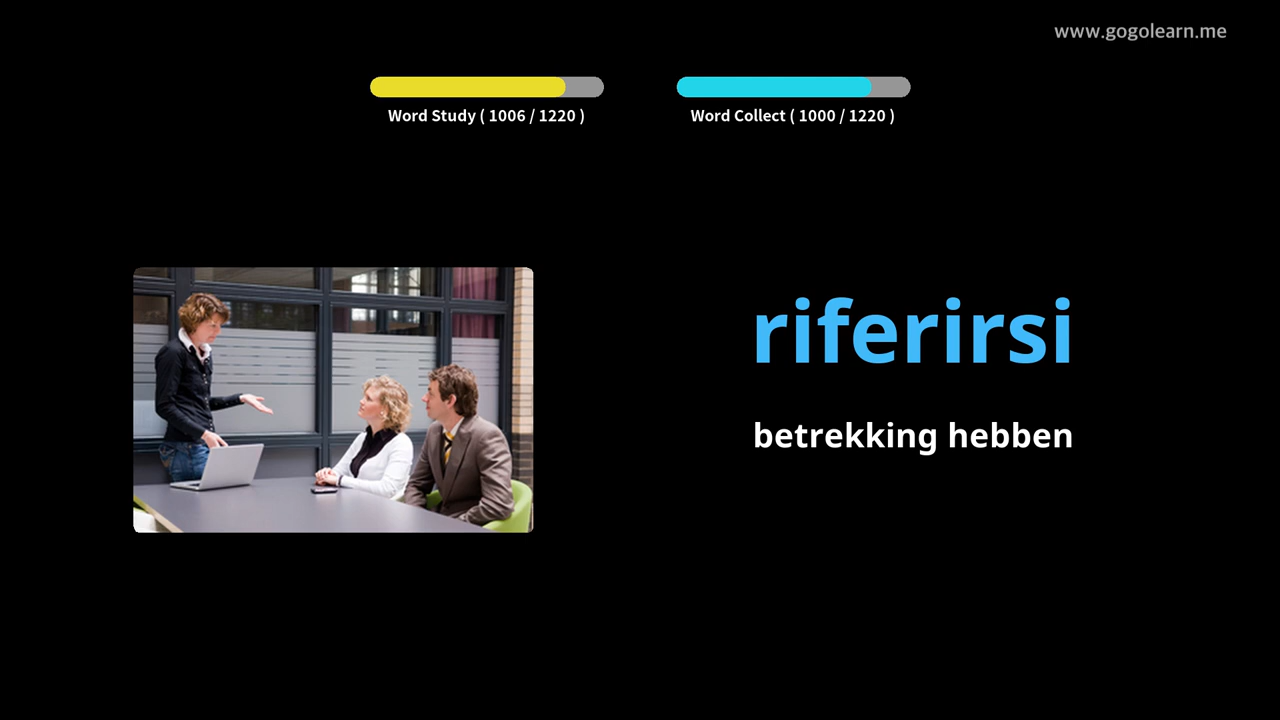 www.gogolearn.me
Word Study ( 1006 / 1220 )
Word Collect ( 1000 / 1220 )
riferirsi
betrekking hebben